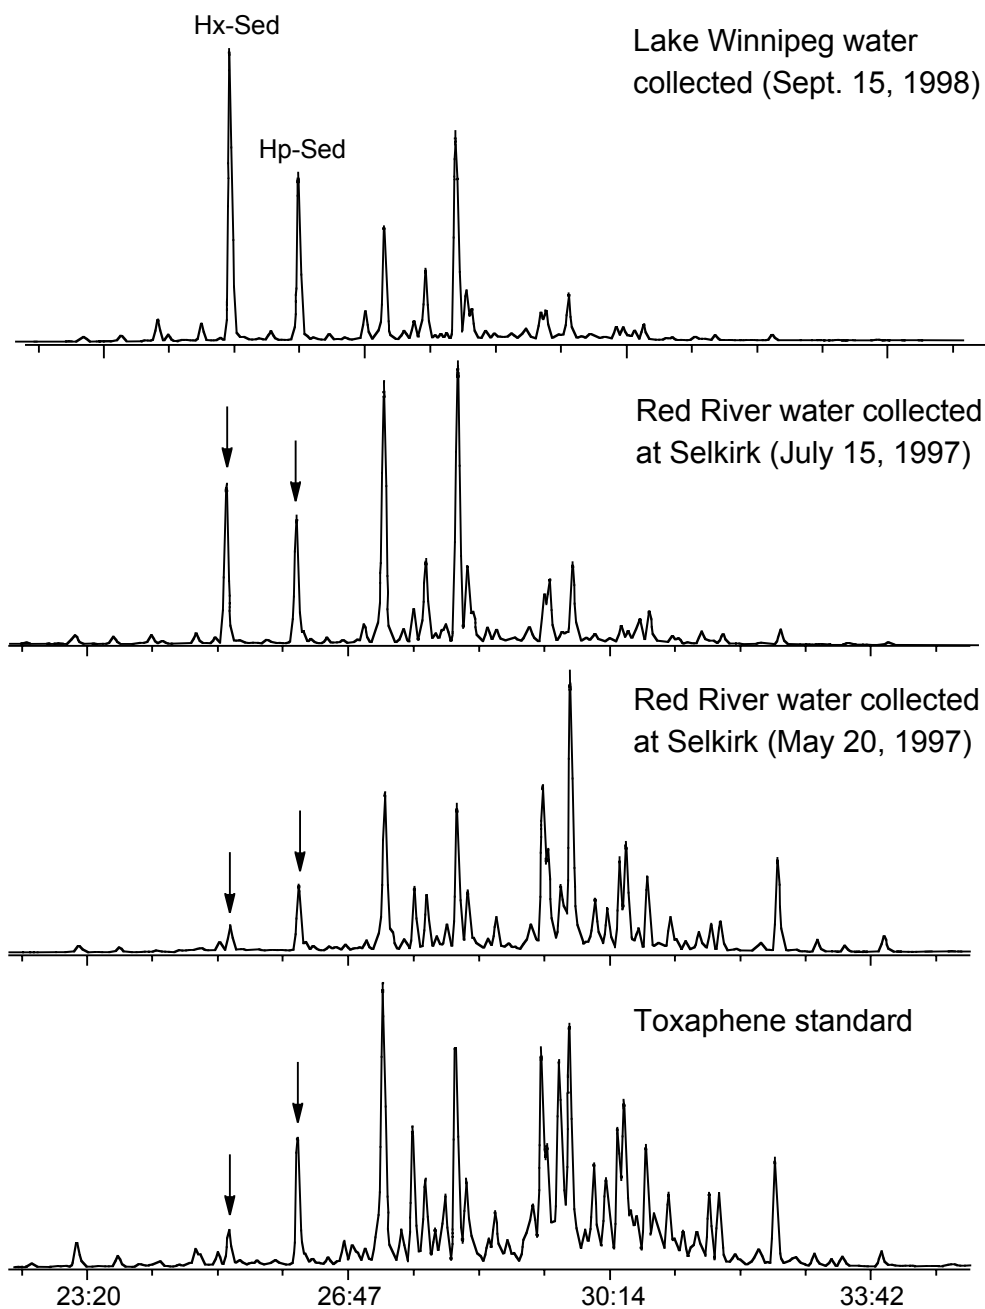 Hx-Sed
Lake Winnipeg water
collected (Sept. 15, 1998)
Hp-Sed
Red River water collected
at Selkirk (July 15, 1997)
Red River water collected
at Selkirk (May 20, 1997)
Toxaphene standard
23:20 26:47 30:14 33:42